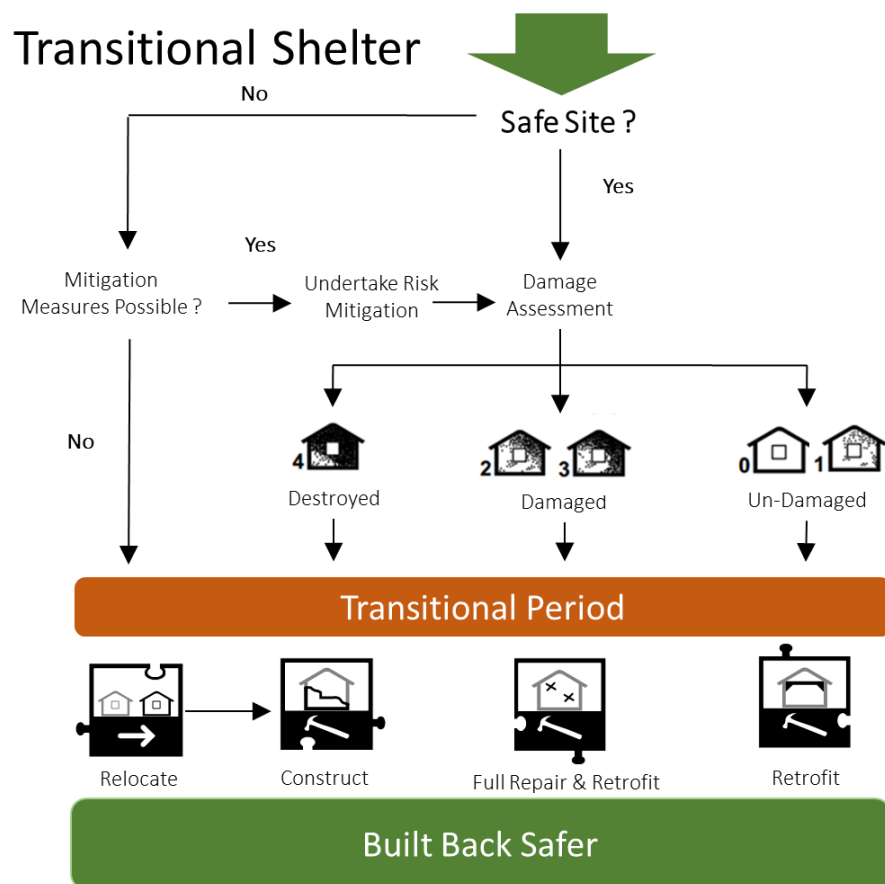 Transitional Shelter
No
Safe Site ?
Yes
Mitigation
Measures Possible ?
Yes
Undertake Risk
Mitigation
Damage
Assessment
No
4
2
3
0
1
Destroyed
Damaged
Un-Damaged
Transitional Period
Relocate
Construct
Full Repair & Retrofit
Retrofit
Built Back Safer